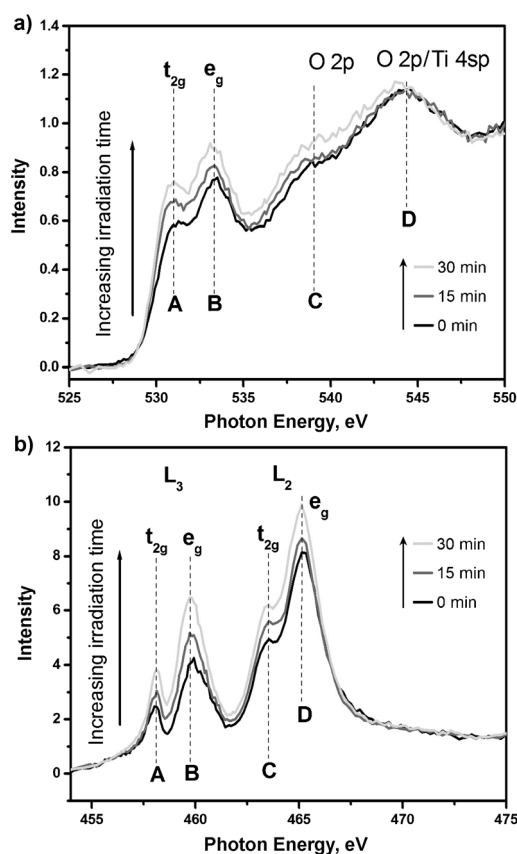 a)
t2g
eg
O 2p
O 2p/Ti 4sp
Increasing irradiation time
A
B
C
D
30 min
15 min
0 min
Intensity
1.4
1.2
1.0
0.8
0.6
0.4
0.2
0.0
525 530 535 540 545 550
Photon Energy, eV
b)
L3
L2
t2g
eg
t2g
eg
Increasing irradiation time
A
B
C
D
30 min
15 min
0 min
Intensity
12
10
8
6
4
2
0
455 460 465 470 475
Photon Energy, eV